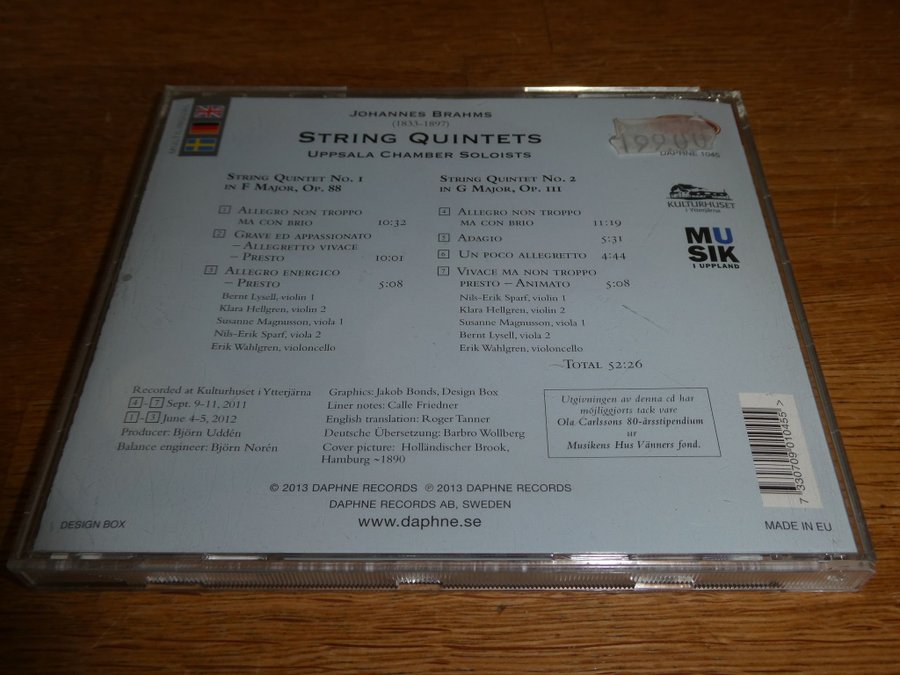 JOHANNES BRAHMS
(1833-1897)
STRING QUINTETS
UPPSALA CHAMBER SOLOISTS
199.00
DAPHNE 1045
STRING QUINTET NO. 1
IN F MAJOR, OP. 88
1 ALLEGRO NON TROPPO
MA CON BRIO 10:32
2 GRAVE ED APPASSIONATO
– ALLEGRETTO VIVACE
– PRESTO 10:01
3 ALLEGRO ENERGICO
– PRESTO 5:08
Bernt Lysell, violin 1
Klara Hellgren, violin 2
Susanne Magnusson, viola 1
Nils-Erik Sparf, viola 2
Erik Wahlgren, violoncello
STRING QUINTET NO. 2
IN G MAJOR, OP. 111
4 ALLEGRO NON TROPPO
MA CON BRIO 11:19
5 ADAGIO 5:31
6 UN POCO ALLEGRETTO 4:44
7 VIVACE MA NON TROPPO
PRESTO – ANIMATO 5:08
Nils-Erik Sparf, violin 1
Klara Hellgren, violin 2
Susanne Magnusson, viola 1
Bernt Lysell, viola 2
Erik Wahlgren, violoncello
TOTAL 52:26
KULTURHUSET
i Ytterjärna
MU
SIK
I UPPLAND
Recorded at Kulturhuset i Ytterjärna
4–7 Sept. 9-11, 2011
1–3 June 4-5, 2012
Producer: Björn Uddén
Balance engineer: Björn Norén
Graphics: Jakob Bonds, Design Box
Liner notes: Calle Friedner
English translation: Roger Tanner
Deutsche Übersetzung: Barbro Wollberg
Cover picture: Holländischer Brook,
Hamburg ~1890
Utgivningen av denna cd har
möjliggjorts tack vare
Ola Carlssons 80-årsstipendium
ur
Musikens Hus Vänners fond.
7 330709 010455 >
© 2013 DAPHNE RECORDS ℗ 2013 DAPHNE RECORDS
DAPHNE RECORDS AB, SWEDEN
www.daphne.se
DESIGN BOX
MADE IN EU